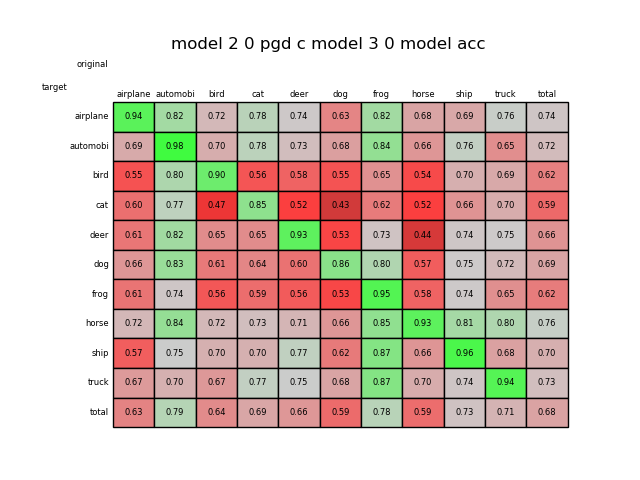 model 2 0 pgd c model 3 0 model acc
original
target
airplane automobi bird cat deer dog frog horse ship truck total
airplane 0.94 0.82 0.72 0.78 0.74 0.63 0.82 0.68 0.69 0.76 0.74
automobi 0.69 0.98 0.70 0.78 0.73 0.68 0.84 0.66 0.76 0.65 0.72
bird 0.55 0.80 0.90 0.56 0.58 0.55 0.65 0.54 0.70 0.69 0.62
cat 0.60 0.77 0.47 0.85 0.52 0.43 0.62 0.52 0.66 0.70 0.59
deer 0.61 0.82 0.65 0.65 0.93 0.53 0.73 0.44 0.74 0.75 0.66
dog 0.66 0.83 0.61 0.64 0.60 0.86 0.80 0.57 0.75 0.72 0.69
frog 0.61 0.74 0.56 0.59 0.56 0.53 0.95 0.58 0.74 0.65 0.62
horse 0.72 0.84 0.72 0.73 0.71 0.66 0.85 0.93 0.81 0.80 0.76
ship 0.57 0.75 0.70 0.70 0.77 0.62 0.87 0.66 0.96 0.68 0.70
truck 0.67 0.70 0.67 0.77 0.75 0.68 0.87 0.70 0.74 0.94 0.73
total 0.63 0.79 0.64 0.69 0.66 0.59 0.78 0.59 0.73 0.71 0.68